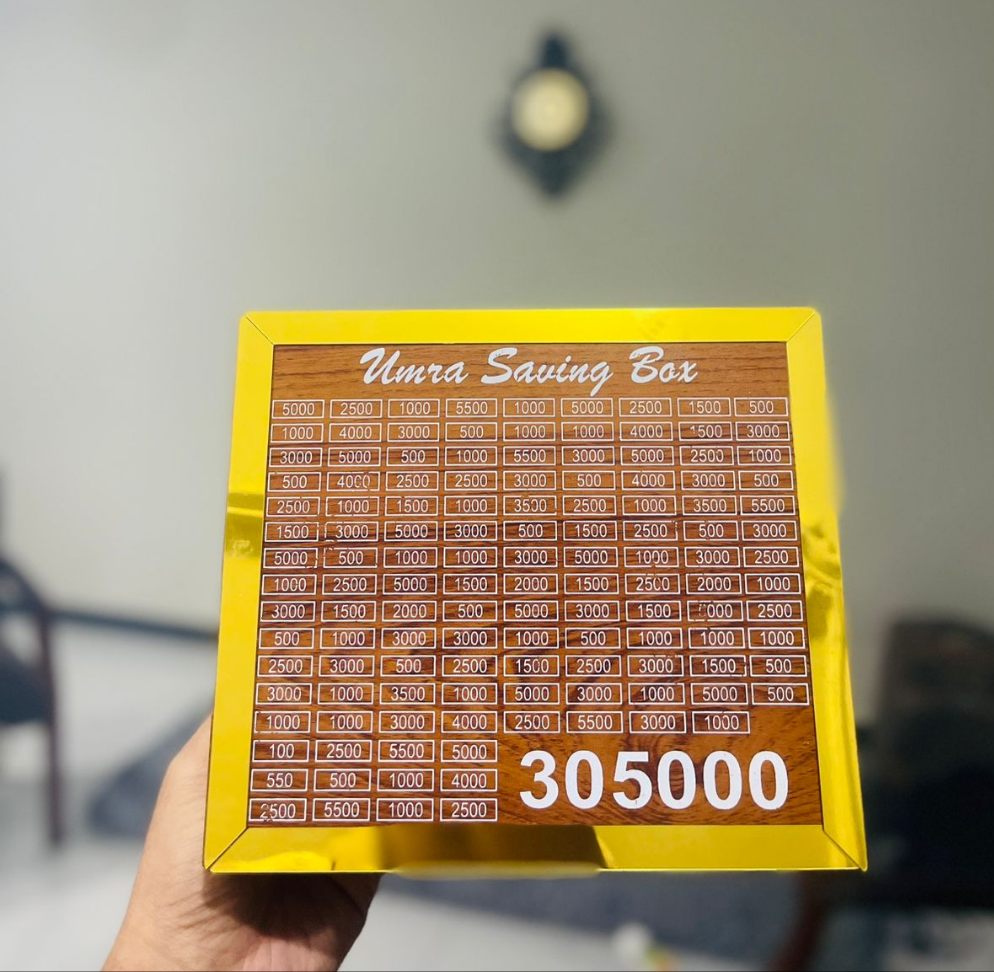 Umra Saving Box
5000 2500 1000 5500 1000 5000 2500 1500 500
1000 4000 3000 500 1000 1000 4000 1500 3000
3000 5000 500 1000 5500 3000 5000 2500 1000
500 4000 2500 2500 3000 500 4000 3000 500
2500 1000 1500 1000 3500 2500 1000 3500 5500
1500 3000 5000 3000 500 1500 2500 500 3000
5000 500 1000 1000 3000 5000 1000 3000 2500
1000 2500 5000 1500 2000 1500 2500 2000 1000
3000 1500 2000 500 5000 3000 1500 2500
500 1000 3000 3000 1000 500 1000 1000 1000
2500 3000 500 2500 1500 2500 3000 1500 500
3000 1000 3500 1000 5000 3000 1000 5000 500
1000 1000 3000 4000 2500 5500 3000 1000
100 2500 5500 5000
305000
550 500 1000 4000
2500 5500 1000 2500